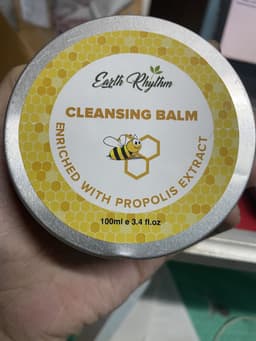 Earth Rhythm
CLEANSING BALM
ENRICHED WITH PROPOLIS EXTRACT
100ml e 3.4 fl.oz